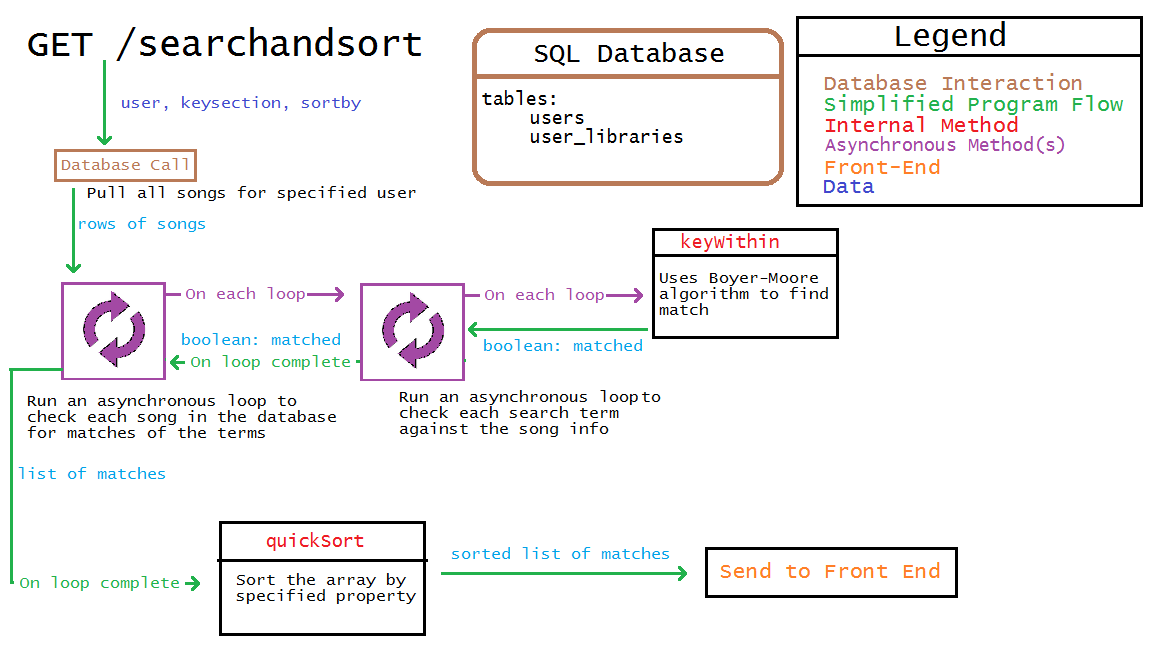 GET /searchandsort
user, keysection, sortby
Database Call
Pull all songs for specified user
rows of songs
SQL Database
tables:
users
user_libraries
Legend
Database Interaction
Simplified Program Flow
Internal Method
Asynchronous Method(s)
Front-End
Data
On each loop
On each loop
keyWithin
Uses Boyer-Moore
algorithm to find
match
boolean: matched
On loop complete
boolean: matched
Run an asynchronous loop to
check each song in the database
for matches of the terms
Run an asynchronous loop to
check each search term
against the song info
list of matches
On loop complete
quickSort
Sort the array by
specified property
sorted list of matches
Send to Front End